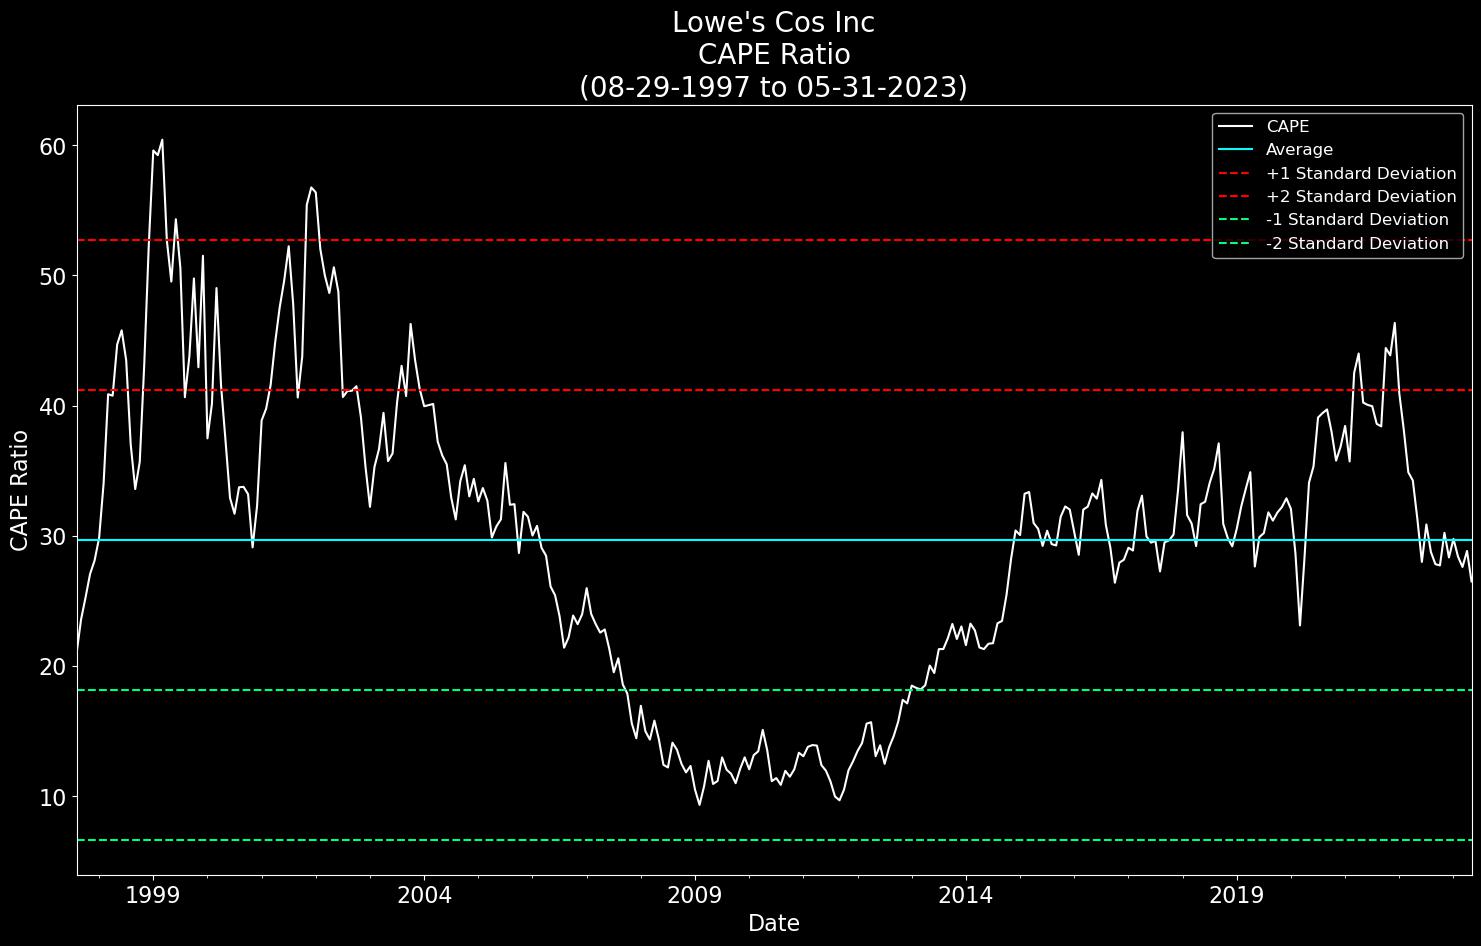 Lowe's Cos Inc
CAPE Ratio
(08-29-1997 to 05-31-2023)
CAPE
Average
+1 Standard Deviation
+2 Standard Deviation
-1 Standard Deviation
-2 Standard Deviation
CAPE Ratio
60
50
40
30
20
10
1999
2004
2009
2014
2019
Date